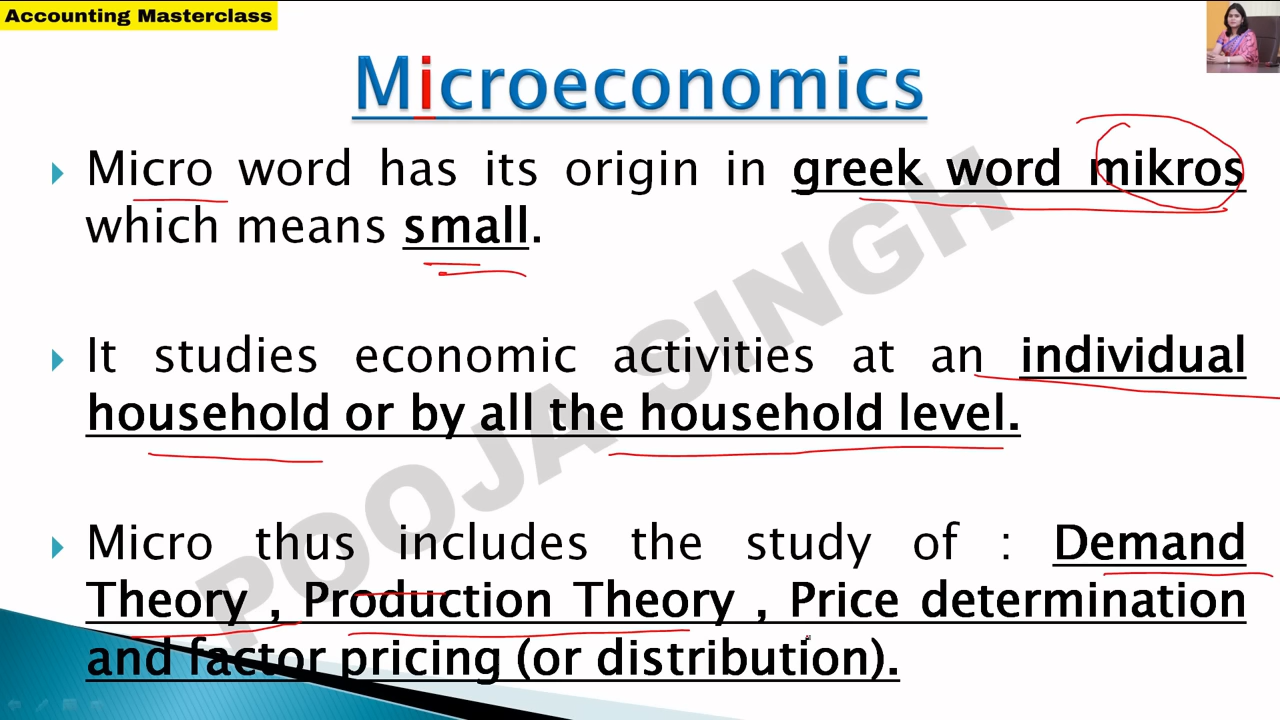 Accounting Masterclass
Microeconomics
Micro word has its origin in greek word mikros
which means small.
It studies economic activities at an individual
household or by all the household level.
Micro thus includes the study of : Demand
Theory , Production Theory , Price determination
and factor pricing (or distribution).
POOJA SINGH